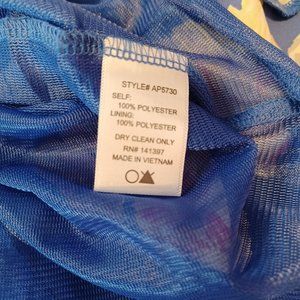 STYLE# AP5730
SELF:
100% POLYESTER
LINING:
100% POLYESTER
DRY CLEAN ONLY
RN# 141397
MADE IN VIETNAM